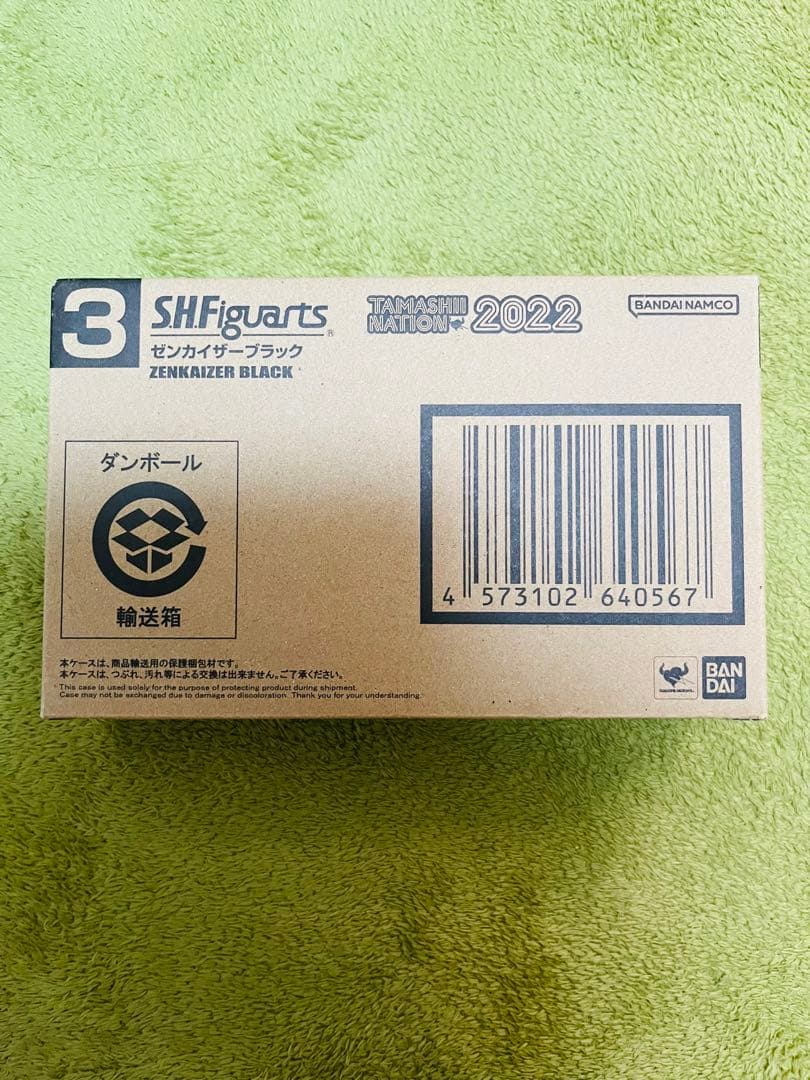 3
S.H.Figuarts®
ゼンカイザーブラック
ZENKAIZER BLACK
TAMASHII
NATION 2022
BANDAI NAMCO
ダンボール
輸送箱
4 573102 640567
本ケースは、商品輸送用の保護梱包材です。
本ケースは、つぶれ、汚れ等による交換は出来ません。ご了承ください。
This case is used solely for the purpose of protecting product during shipment.
Case may not be exchanged due to damage or discoloration. Thank you for your understanding.
BAN
DAI